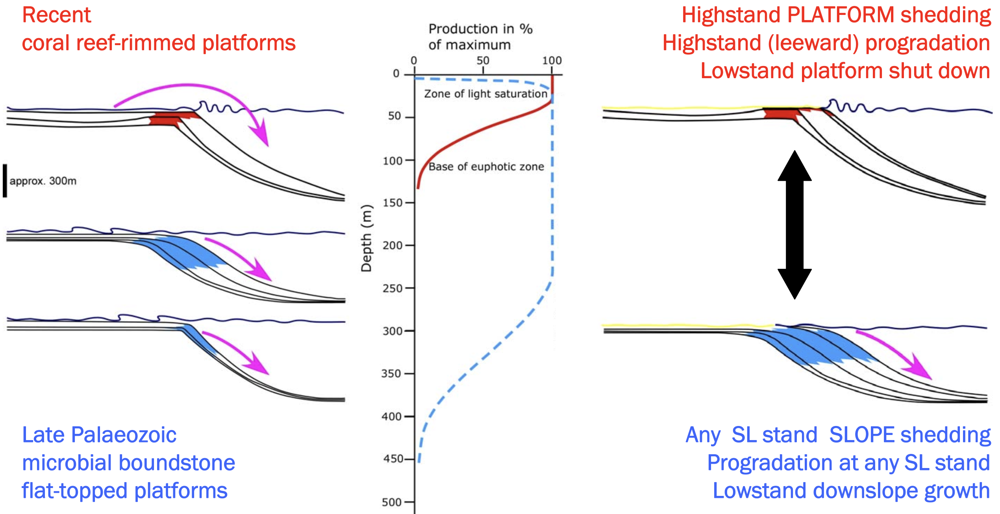 Recent
coral reef-rimmed platforms
Production in %
of maximum
Highstand PLATFORM shedding
Highstand (leeward) progradation
Lowstand platform shut down
0
50
100
0
Zone of light saturation
50
100
Base of euphotic zone
approx. 300m
150
Depth (m)
200
250
300
350
400
450
500
Late Palaeozoic
microbial boundstone
flat-topped platforms
Any SL stand SLOPE shedding
Progradation at any SL stand
Lowstand downslope growth